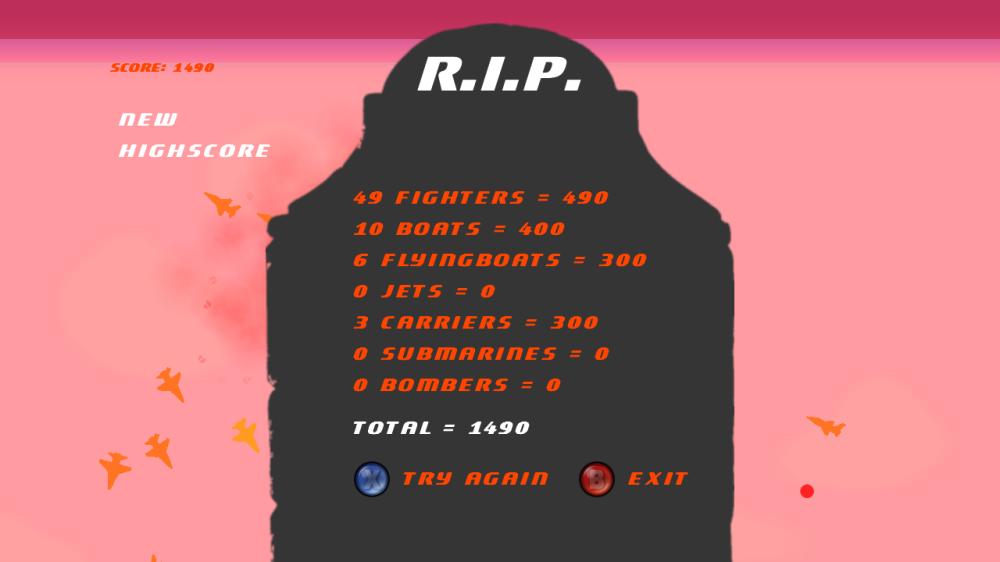 SCORE: 1490
NEW
HIGHSCORE
R.I.P.
49 FIGHTERS = 490
10 BOATS = 400
6 FLYINGBOATS = 300
0 JETS = 0
3 CARRIERS = 300
0 SUBMARINES = 0
0 BOMBERS = 0
TOTAL = 1490
X TRY AGAIN B EXIT